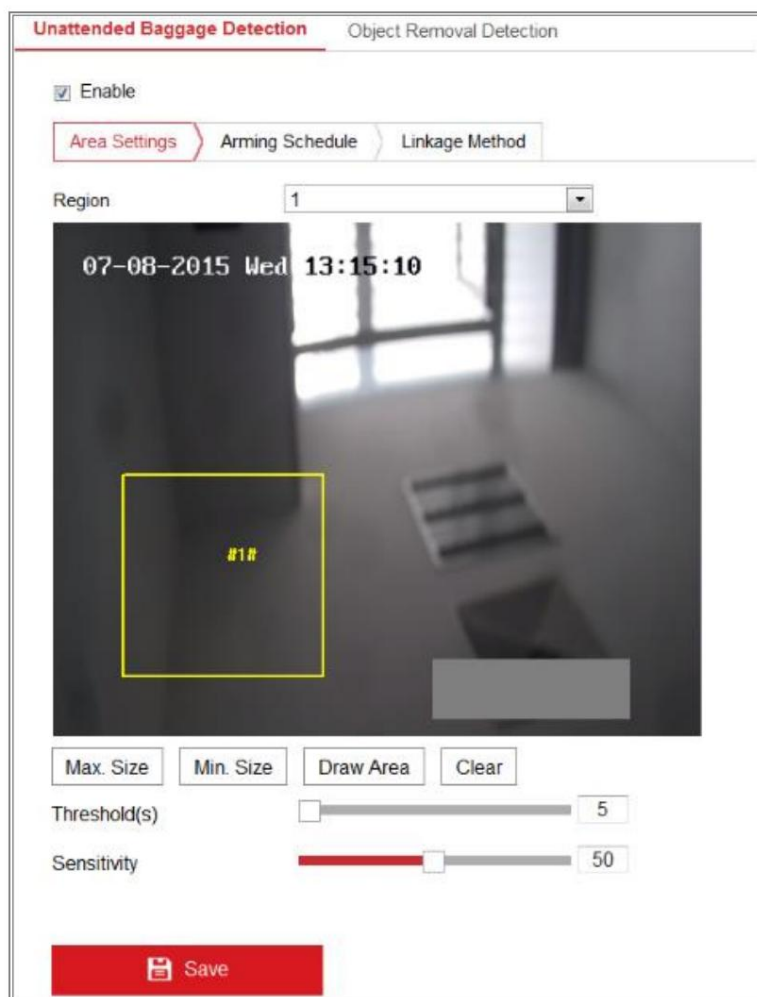 Unattended Baggage Detection Object Removal Detection
Enable
Area Settings Arming Schedule Linkage Method
Region 1
07-08-2015 Wed 13:15:10
#1#
Max. Size Min. Size Draw Area Clear
Threshold(s) 5
Sensitivity 50
Save